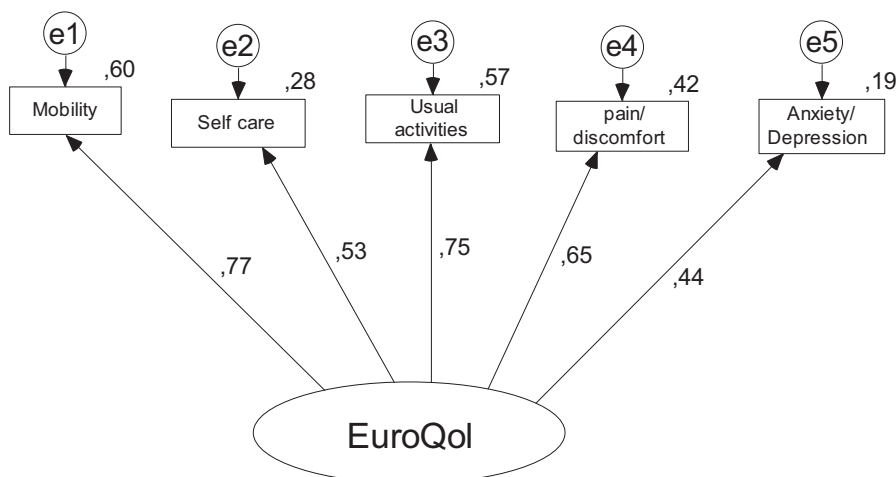 e1
e2
e3
e4
e5
,60
,28
,57
,42
,19
Mobility
Self care
Usual
activities
pain/
discomfort
Anxiety/
Depression
,77
,53
,75
,65
,44
EuroQol